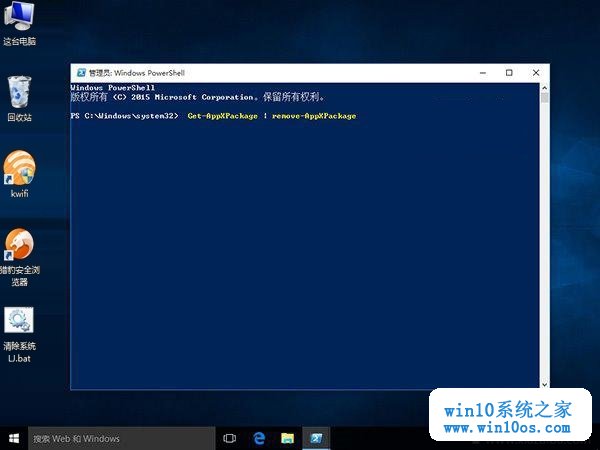 这台电脑
回收站
kwifi
猎豹安全浏
览器
清除系统
LJ.bat
管理员: Windows PowerShell
Windows PowerShell
版权所有 (C) 2015 Microsoft Corporation。保留所有权利。
PS C:\Windows\system32>  Get-AppXPackage | remove-AppXPackage
搜索 Web 和 Windows
win10系统之家
www.win10os.com